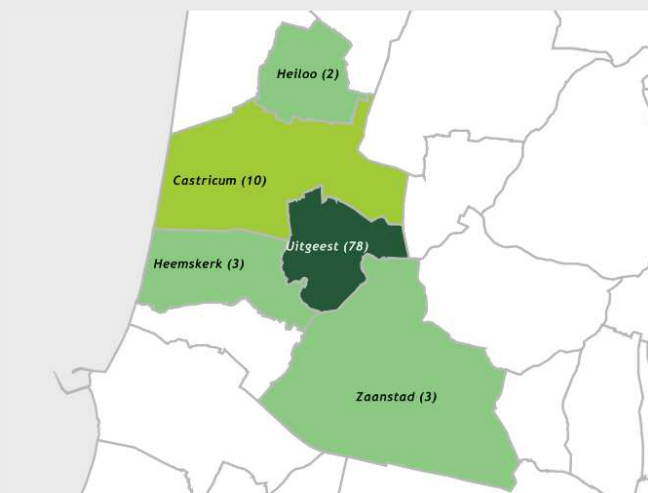 Heiloo (2)
Castricum (10)
Uitgeest (78)
Heemskerk (3)
Zaanstad (3)